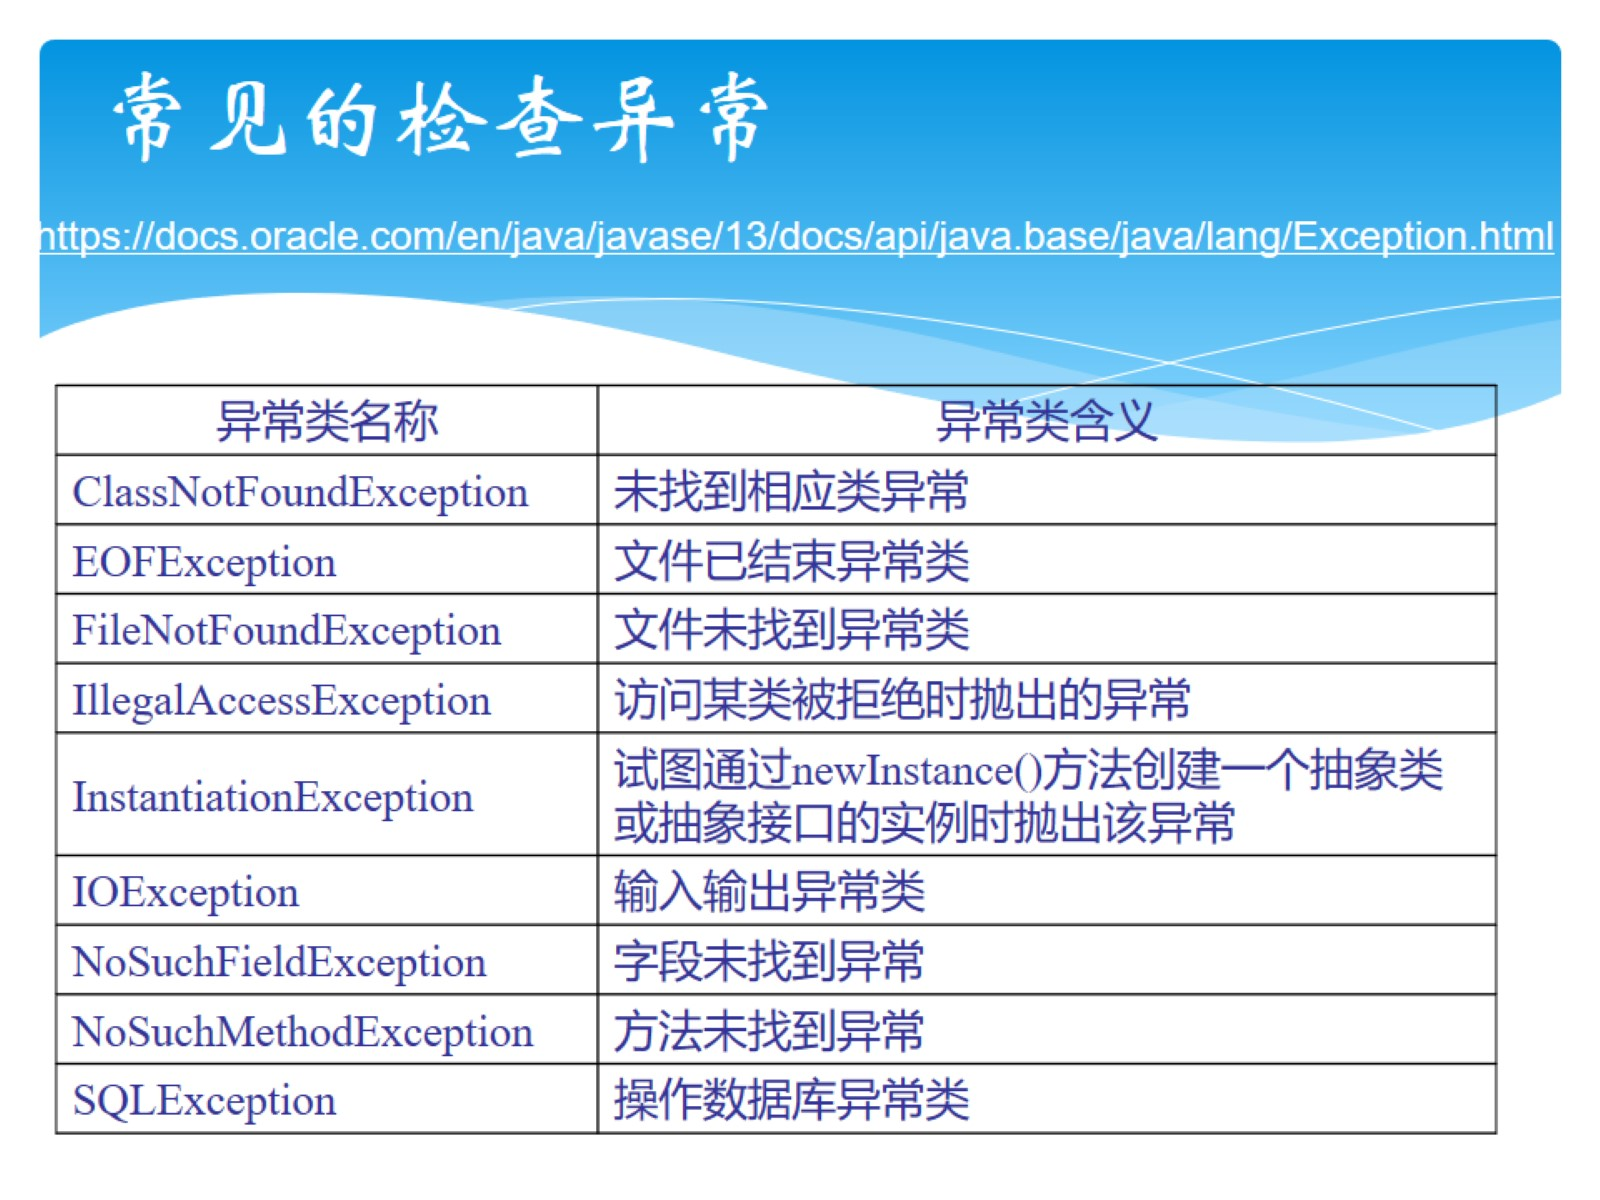 常见的检查异常
https://docs.oracle.com/en/java/javase/13/docs/api/java.base/java/lang/Exception.html
异常类名称 异常类含义
ClassNotFoundException 未找到相应类异常
EOFException 文件已结束异常类
FileNotFoundException 文件未找到异常类
IllegalAccessException 访问某类被拒绝时抛出的异常
InstantiationException 试图通过newInstance()方法创建一个抽象类
或抽象接口的实例时抛出该异常
IOException 输入输出异常类
NoSuchFieldException 字段未找到异常
NoSuchMethodException 方法未找到异常
SQLException 操作数据库异常类